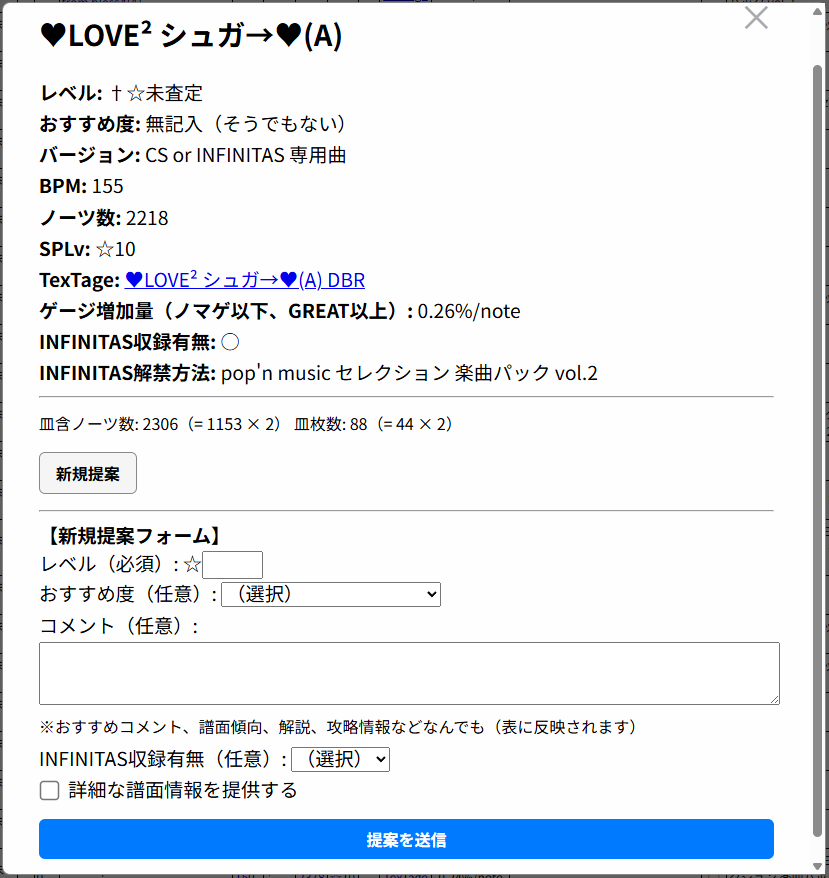 ♥LOVE² シュガ→♥(A)
レベル: †☆未査定
おすすめ度: 無記入（そうでもない）
バージョン: CS or INFINITAS 専用曲
BPM: 155
ノーツ数: 2218
SPLv: ☆10
TexTage: ♥LOVE² シュガ→♥(A) DBR
ゲージ増加量（ノマゲ以下、GREAT以上）: 0.26%/note
INFINITAS収録有無: ○
INFINITAS解禁方法: pop'n music セレクション 楽曲パック vol.2
皿含ノーツ数: 2306（= 1153 × 2） 皿枚数: 88（= 44 × 2）
新規提案
【新規提案フォーム】
レベル（必須）: ☆
おすすめ度（任意）: （選択）
コメント（任意）:
※おすすめコメント、譜面傾向、解説、攻略情報などなんでも（表に反映されます）
INFINITAS収録有無（任意）: （選択）
詳細な譜面情報を提供する
提案を送信